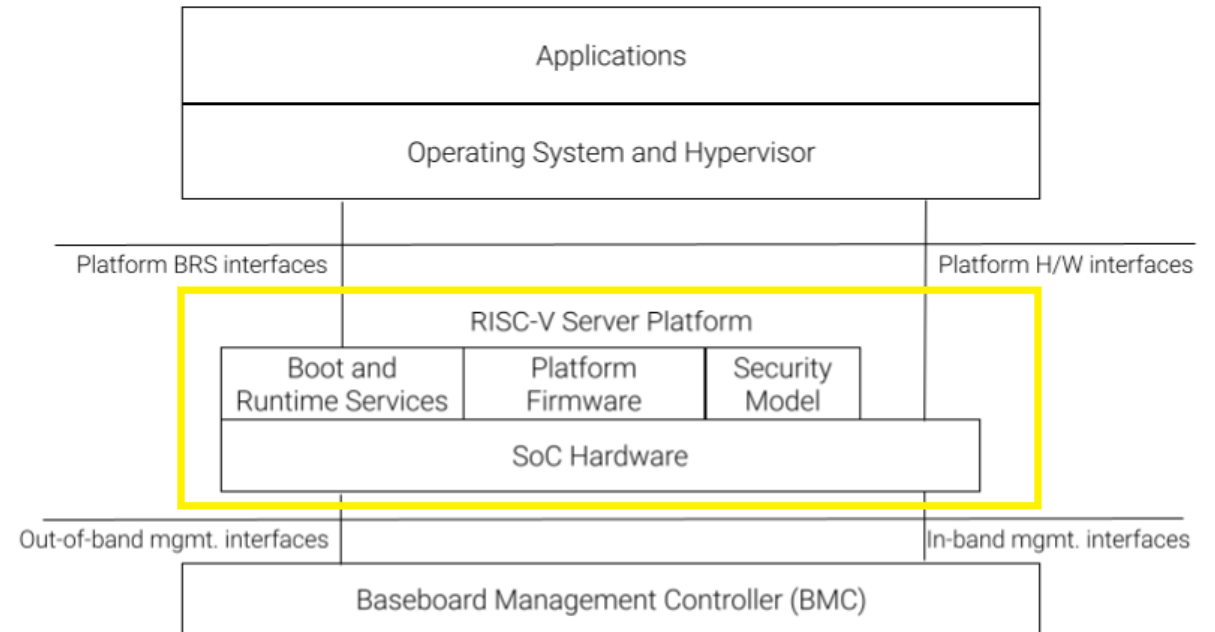 Applications
Operating System and Hypervisor
Platform BRS interfaces
Platform H/W interfaces
RISC-V Server Platform
Boot and
Runtime Services
Platform
Firmware
Security
Model
SoC Hardware
Out-of-band mgmt. interfaces
In-band mgmt. interfaces
Baseboard Management Controller (BMC)